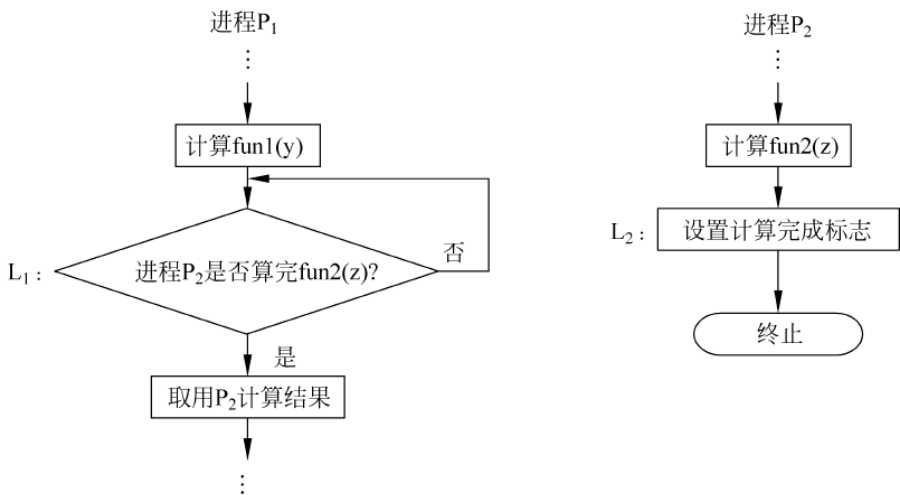 进程P₁
⋮
计算fun1(y)
L₁：
进程P₂是否算完fun2(z)?
否
是
取用P₂计算结果
⋮
进程P₂
⋮
计算fun2(z)
L₂：
设置计算完成标志
终止